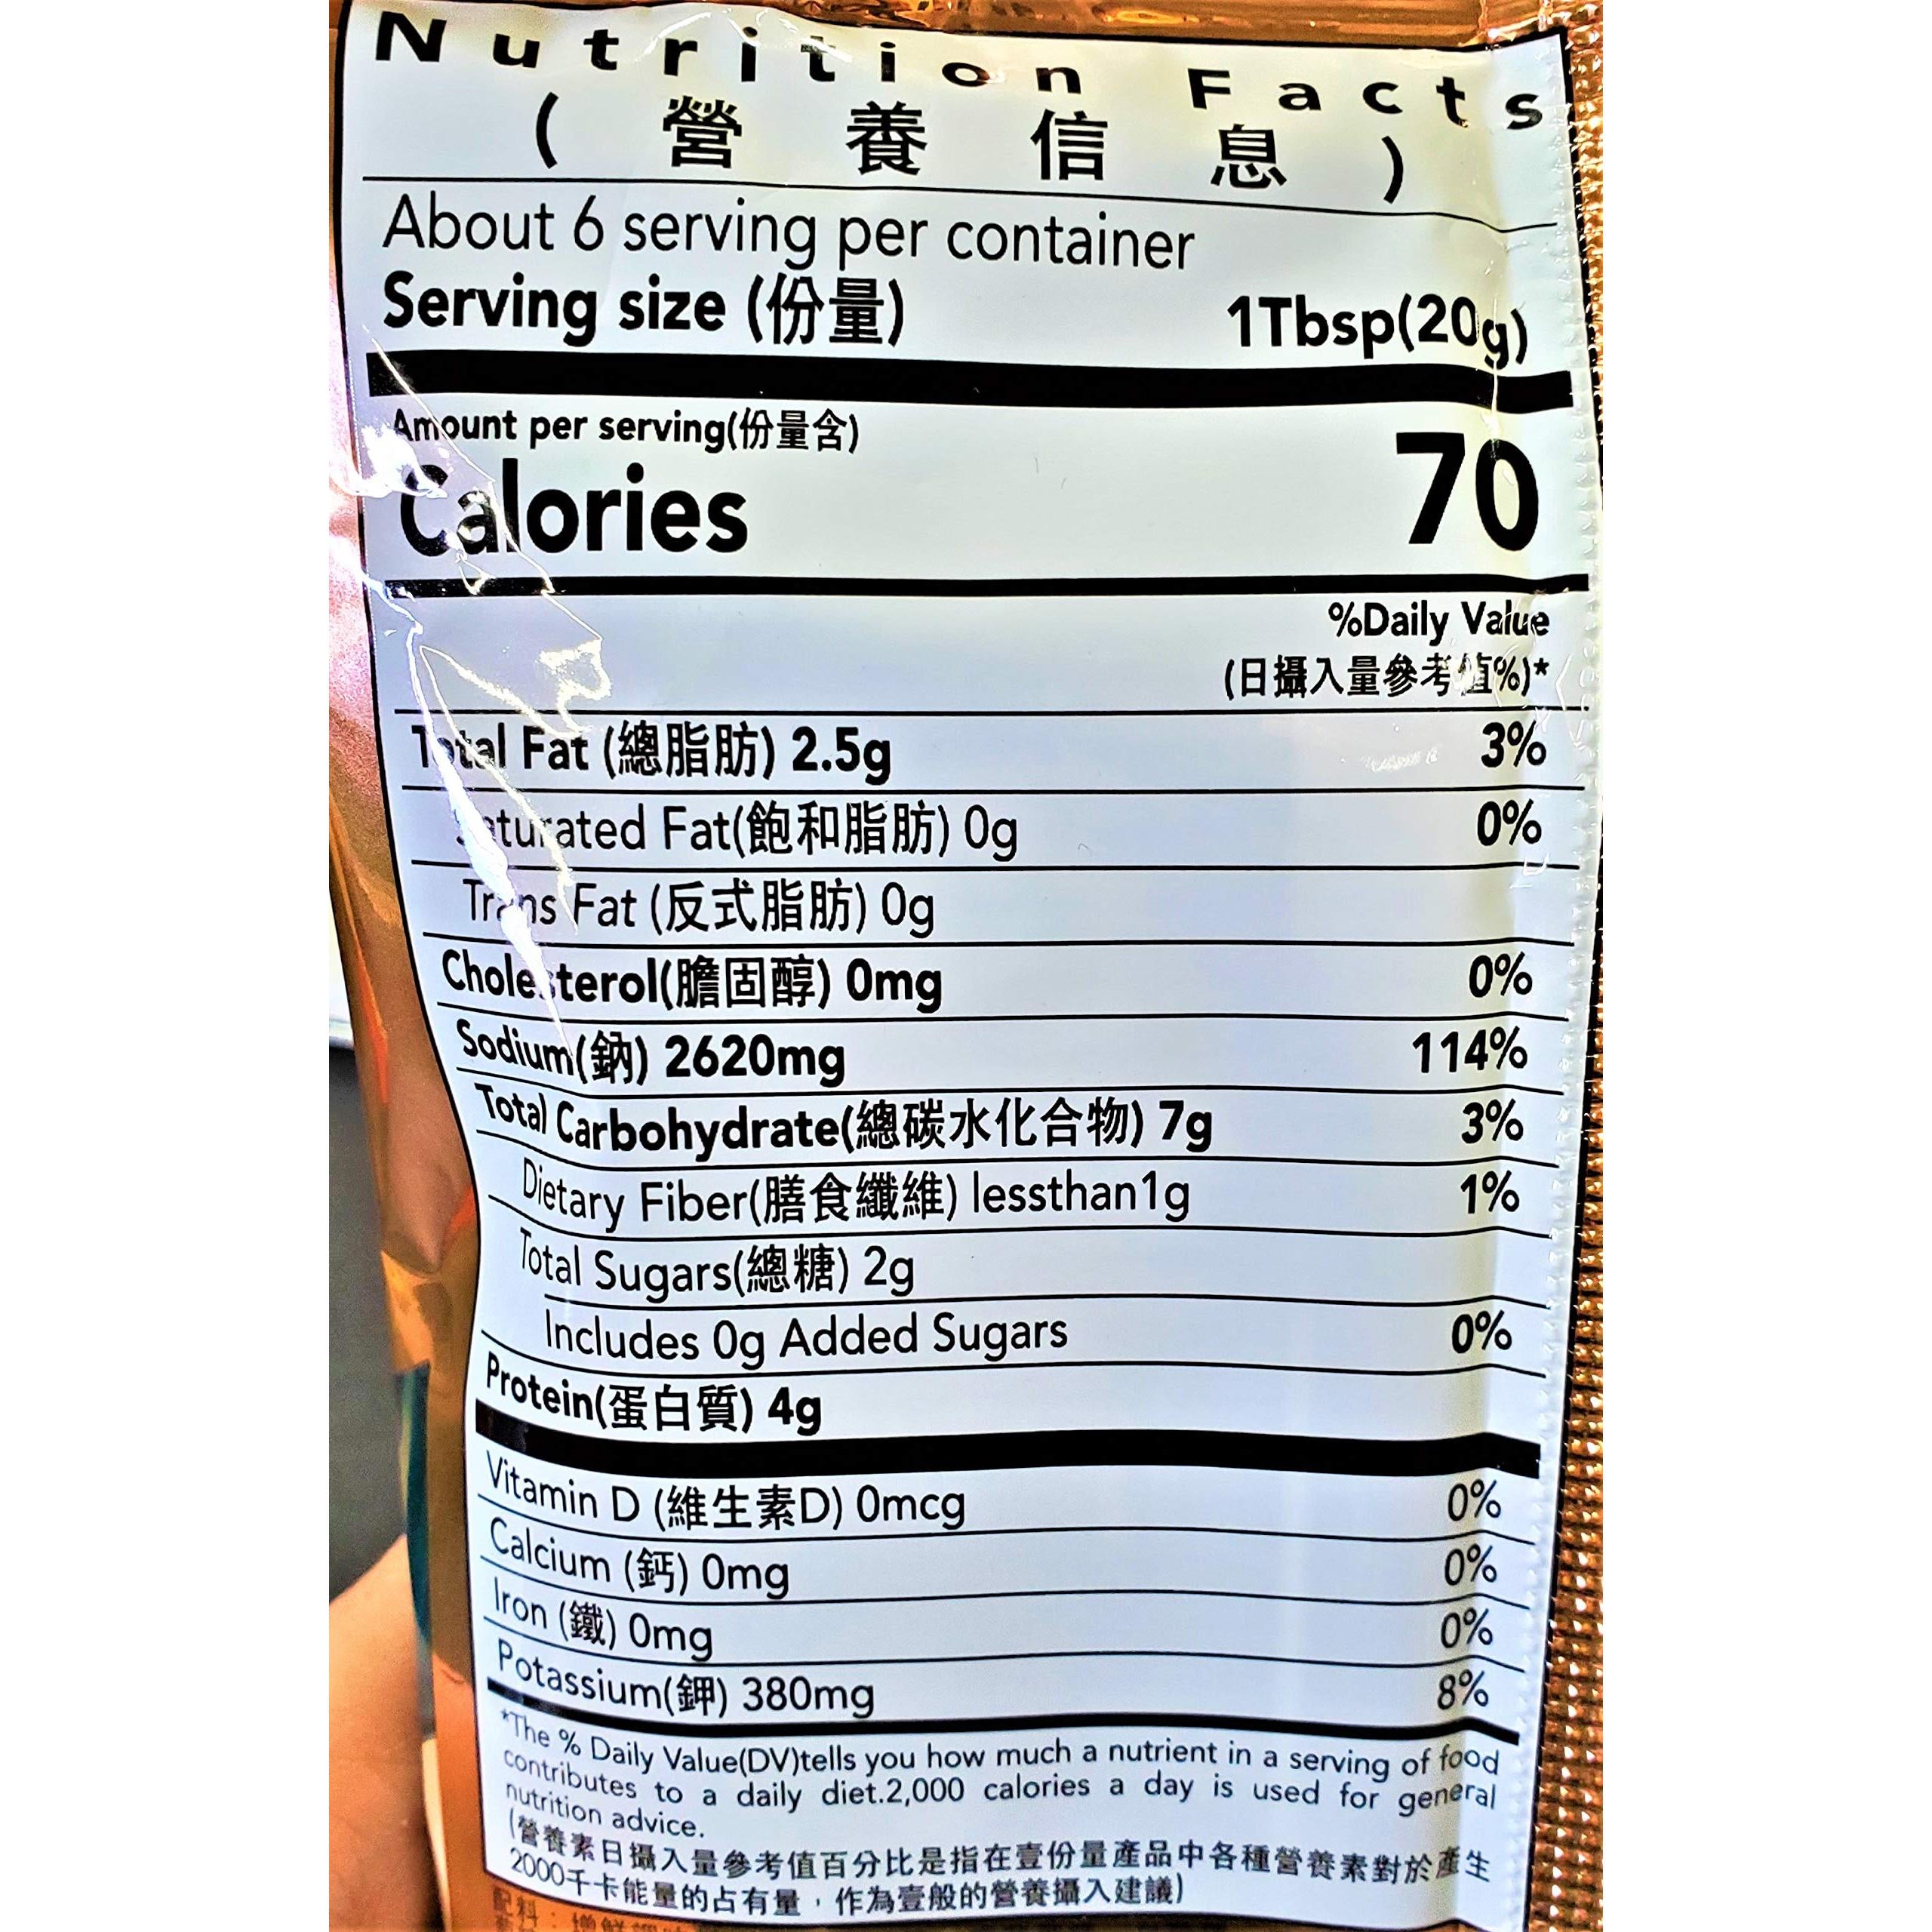 Nutrition Facts
(營養信息)
About 6 serving per container
Serving size (份量) 1Tbsp(20g)
Amount per serving(份量含)
Calories 70
%Daily Value
(日攝入量參考值%)*
Total Fat (總脂肪) 2.5g 3%
Saturated Fat(飽和脂肪) 0g 0%
Trans Fat (反式脂肪) 0g
Cholesterol(膽固醇) 0mg 0%
Sodium(鈉) 2620mg 114%
Total Carbohydrate(總碳水化合物) 7g 3%
Dietary Fiber(膳食纖維) lessthan1g 1%
Total Sugars(總糖) 2g
Includes 0g Added Sugars 0%
Protein(蛋白質) 4g
Vitamin D (維生素D) 0mcg 0%
Calcium (鈣) 0mg 0%
Iron (鐵) 0mg 0%
Potassium(鉀) 380mg 8%
*The % Daily Value(DV)tells you how much a nutrient in a serving of food
contributes to a daily diet.2,000 calories a day is used for general
nutrition advice.
(營養素日攝入量參考值百分比是指在壹份量產品中各種營養素對於產生
2000千卡能量的占有量，作為壹般的營養攝入建議)
配料：增鮮